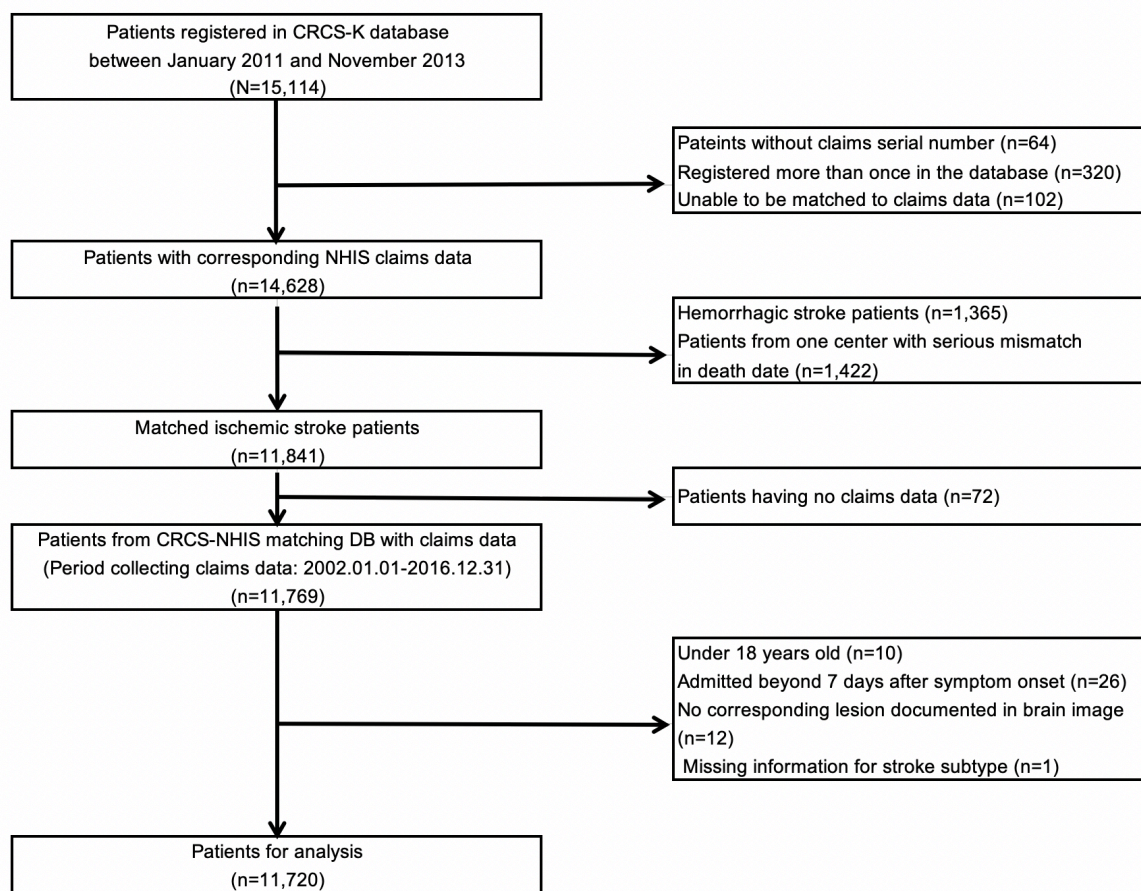 Patients registered in CRCS-K database
between January 2011 and November 2013
(N=15,114)
Pateints without claims serial number (n=64)
Registered more than once in the database (n=320)
Unable to be matched to claims data (n=102)
Patients with corresponding NHIS claims data
(n=14,628)
Hemorrhagic stroke patients (n=1,365)
Patients from one center with serious mismatch
in death date (n=1,422)
Matched ischemic stroke patients
(n=11,841)
Patients having no claims data (n=72)
Patients from CRCS-NHIS matching DB with claims data
(Period collecting claims data: 2002.01.01-2016.12.31)
(n=11,769)
Under 18 years old (n=10)
Admitted beyond 7 days after symptom onset (n=26)
No corresponding lesion documented in brain image
(n=12)
Missing information for stroke subtype (n=1)
Patients for analysis
(n=11,720)